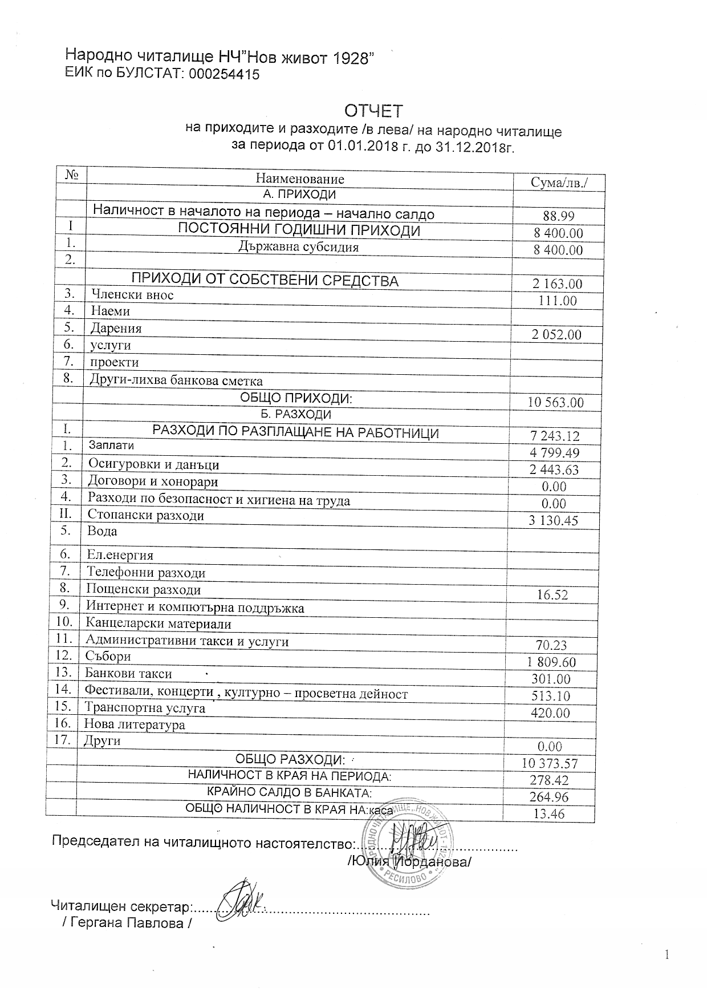 Народно читалище НЧ”Нов живот 1928”
ЕИК по БУЛСТАТ: 000254415
ОТЧЕТ
на приходите и разходите /в лева/ на народно читалище
за периода от 01.01.2018 г. до 31.12.2018г.
№ Наименование Сума/лв./
А. ПРИХОДИ
Наличност в началото на периода – начално салдо 88.99
I ПОСТОЯННИ ГОДИШНИ ПРИХОДИ 8 400.00
1. Държавна субсидия 8 400.00
2.
ПРИХОДИ ОТ СОБСТВЕНИ СРЕДСТВА 2 163.00
3. Членски внос 111.00
4. Наеми
5. Дарения 2 052.00
6. услуги
7. проекти
8. Други-лихва банкова сметка
ОБЩО ПРИХОДИ: 10 563.00
Б. РАЗХОДИ
I. РАЗХОДИ ПО РАЗПЛАЩАНЕ НА РАБОТНИЦИ 7 243.12
1. Заплати 4 799.49
2. Осигуровки и данъци 2 443.63
3. Договори и хонорари 0.00
4. Разходи по безопасност и хигиена на труда 0.00
II. Стопански разходи 3 130.45
5. Вода
6. Ел.енергия
7. Телефонни разходи
8. Пощенски разходи 16.52
9. Интернет и компютърна поддръжка
10. Канцеларски материали
11. Административни такси и услуги 70.23
12. Събори 1 809.60
13. Банкови такси 301.00
14. Фестивали, концерти , културно – просветна дейност 513.10
15. Транспортна услуга 420.00
16. Нова литература
17. Други 0.00
ОБЩО РАЗХОДИ: 10 373.57
НАЛИЧНОСТ В КРАЯ НА ПЕРИОДА: 278.42
КРАЙНО САЛДО В БАНКАТА: 264.96
ОБЩО НАЛИЧНОСТ В КРАЯ НА:каса 13.46
Председател на читалищното настоятелство:......................................
/Юлия Йорданова/
НАРОДНО ЧИТАЛИЩЕ „НОВ ЖИВОТ-1928" • РЕСИЛОВО •
Читалищен секретар:........................................................
/ Гергана Павлова /
1